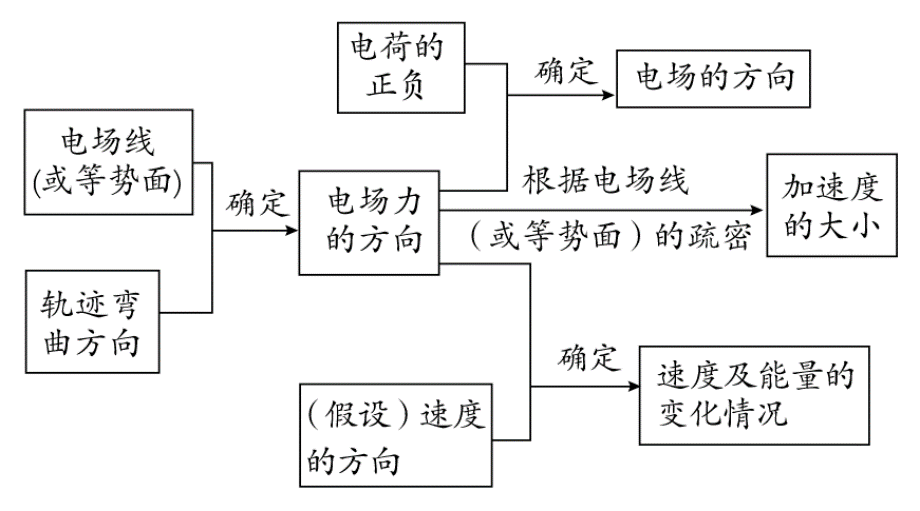 电荷的
正负
确定
电场的方向
电场线
(或等势面)
确定
电场力
的方向
根据电场线
(或等势面)的疏密
加速度
的大小
轨迹弯
曲方向
确定
速度及能量的
变化情况
(假设)速度
的方向